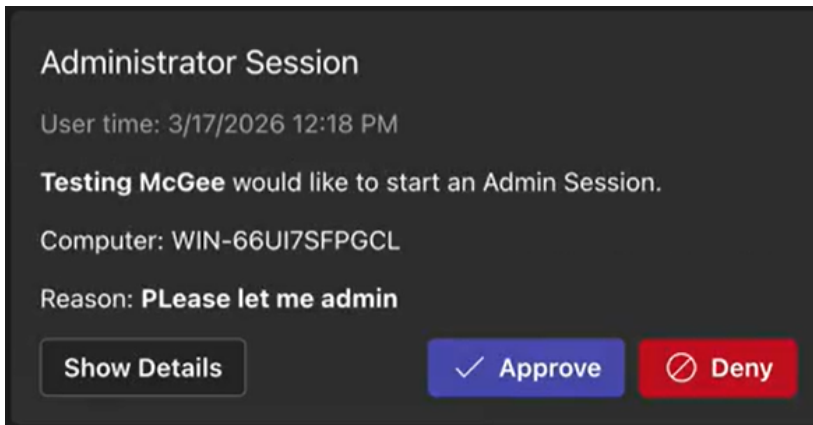 Administrator Session
User time: 3/17/2026 12:18 PM
Testing McGee would like to start an Admin Session.
Computer: WIN-66UI7SFPGCL
Reason: PLease let me admin
Show Details
Approve
Deny